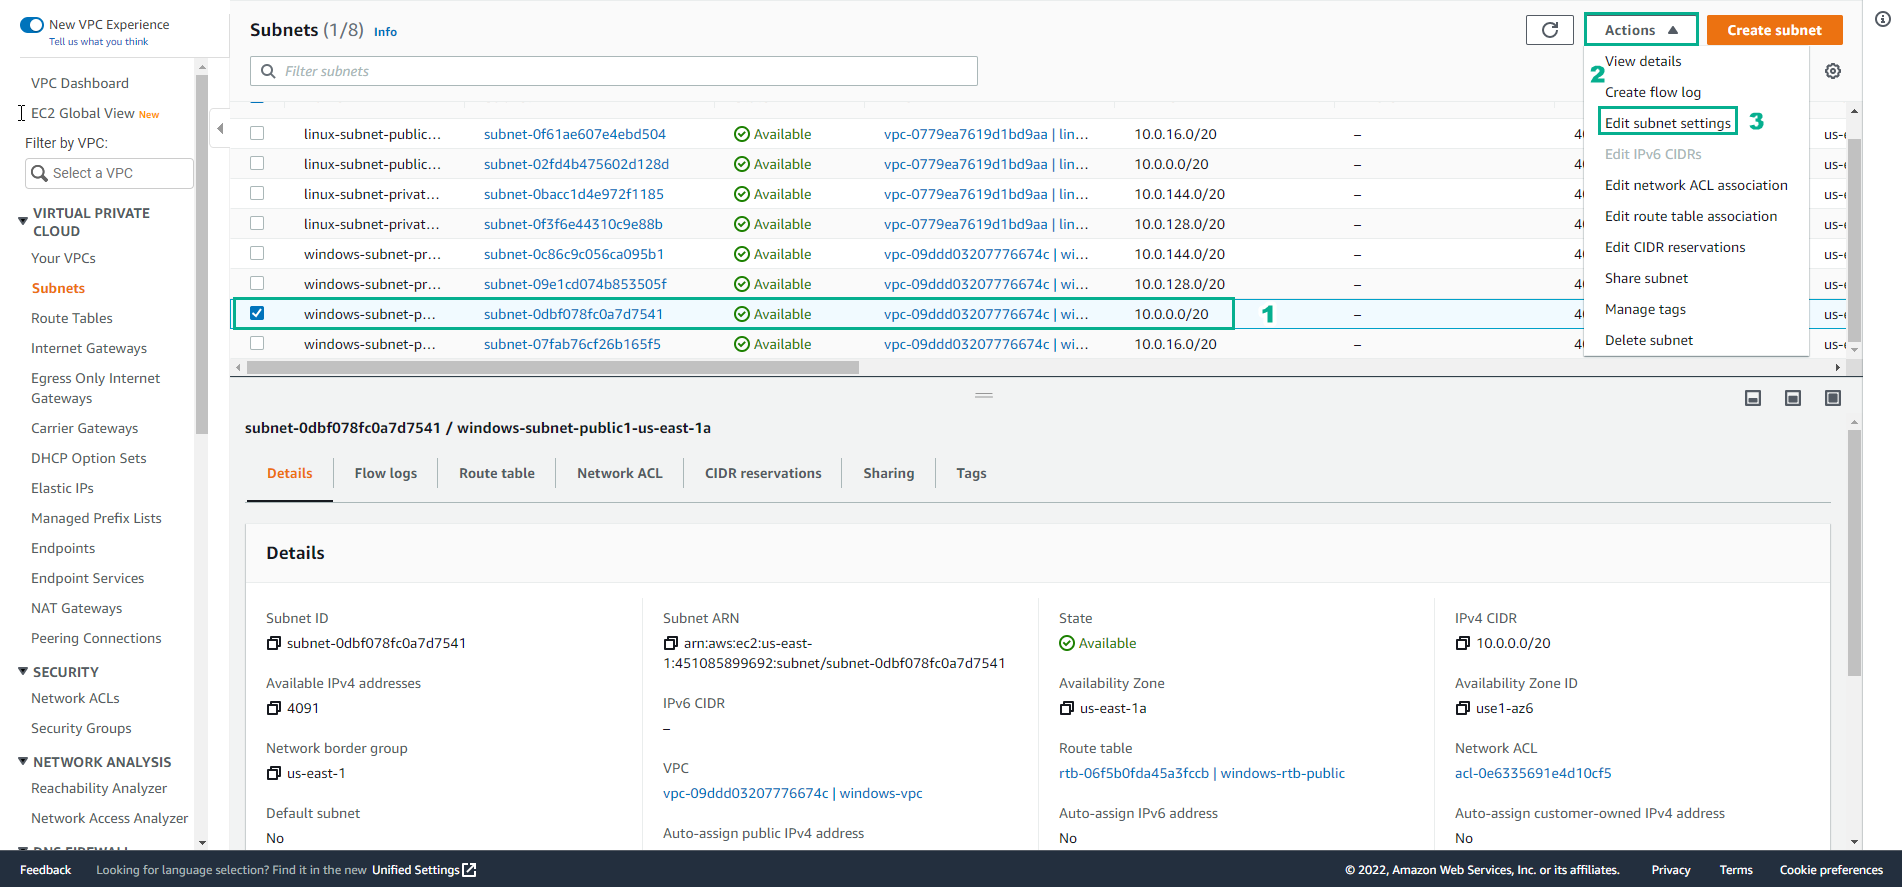 New VPC Experience
Tell us what you think
VPC Dashboard
EC2 Global View New
Filter by VPC:
Select a VPC
VIRTUAL PRIVATE
CLOUD
Your VPCs
Subnets
Route Tables
Internet Gateways
Egress Only Internet
Gateways
Carrier Gateways
DHCP Option Sets
Elastic IPs
Managed Prefix Lists
Endpoints
Endpoint Services
NAT Gateways
Peering Connections
SECURITY
Network ACLs
Security Groups
NETWORK ANALYSIS
Reachability Analyzer
Network Access Analyzer
Subnets (1/8) Info
Actions
Create subnet
Filter subnets
linux-subnet-public... subnet-0f61ae607e4ebd504 Available vpc-0779ea7619d1bd9aa | lin... 10.0.16.0/20 –
linux-subnet-public... subnet-02fd4b475602d128d Available vpc-0779ea7619d1bd9aa | lin... 10.0.0.0/20 –
linux-subnet-privat... subnet-0bacc1d4e972f1185 Available vpc-0779ea7619d1bd9aa | lin... 10.0.144.0/20 –
linux-subnet-privat... subnet-0f3f6e44310c9e88b Available vpc-0779ea7619d1bd9aa | lin... 10.0.128.0/20 –
windows-subnet-pr... subnet-0c86c9c056ca095b1 Available vpc-09ddd03207776674c | wi... 10.0.144.0/20 –
windows-subnet-pr... subnet-09e1cd074b853505f Available vpc-09ddd03207776674c | wi... 10.0.128.0/20 –
windows-subnet-p... subnet-0dbf078fc0a7d7541 Available vpc-09ddd03207776674c | wi... 10.0.0.0/20 1 –
windows-subnet-p... subnet-07fab76cf26b165f5 Available vpc-09ddd03207776674c | wi... 10.0.16.0/20 –
2
View details
Create flow log
Edit subnet settings 3
Edit IPv6 CIDRs
Edit network ACL association
Edit route table association
Edit CIDR reservations
Share subnet
Manage tags
Delete subnet
subnet-0dbf078fc0a7d7541 / windows-subnet-public1-us-east-1a
Details Flow logs Route table Network ACL CIDR reservations Sharing Tags
Details
Subnet ID
subnet-0dbf078fc0a7d7541
Available IPv4 addresses
4091
Network border group
us-east-1
Default subnet
No
Subnet ARN
arn:aws:ec2:us-east-
1:451085899692:subnet/subnet-0dbf078fc0a7d7541
IPv6 CIDR
–
VPC
vpc-09ddd03207776674c | windows-vpc
Auto-assign public IPv4 address
State
Available
Availability Zone
us-east-1a
Route table
rtb-06f5b0fda45a3fccb | windows-rtb-public
Auto-assign IPv6 address
No
IPv4 CIDR
10.0.0.0/20
Availability Zone ID
use1-az6
Network ACL
acl-0e6335691e4d10cf5
Auto-assign customer-owned IPv4 address
No
Feedback Looking for language selection? Find it in the new Unified Settings
© 2022, Amazon Web Services, Inc. or its affiliates. Privacy Terms Cookie preferences